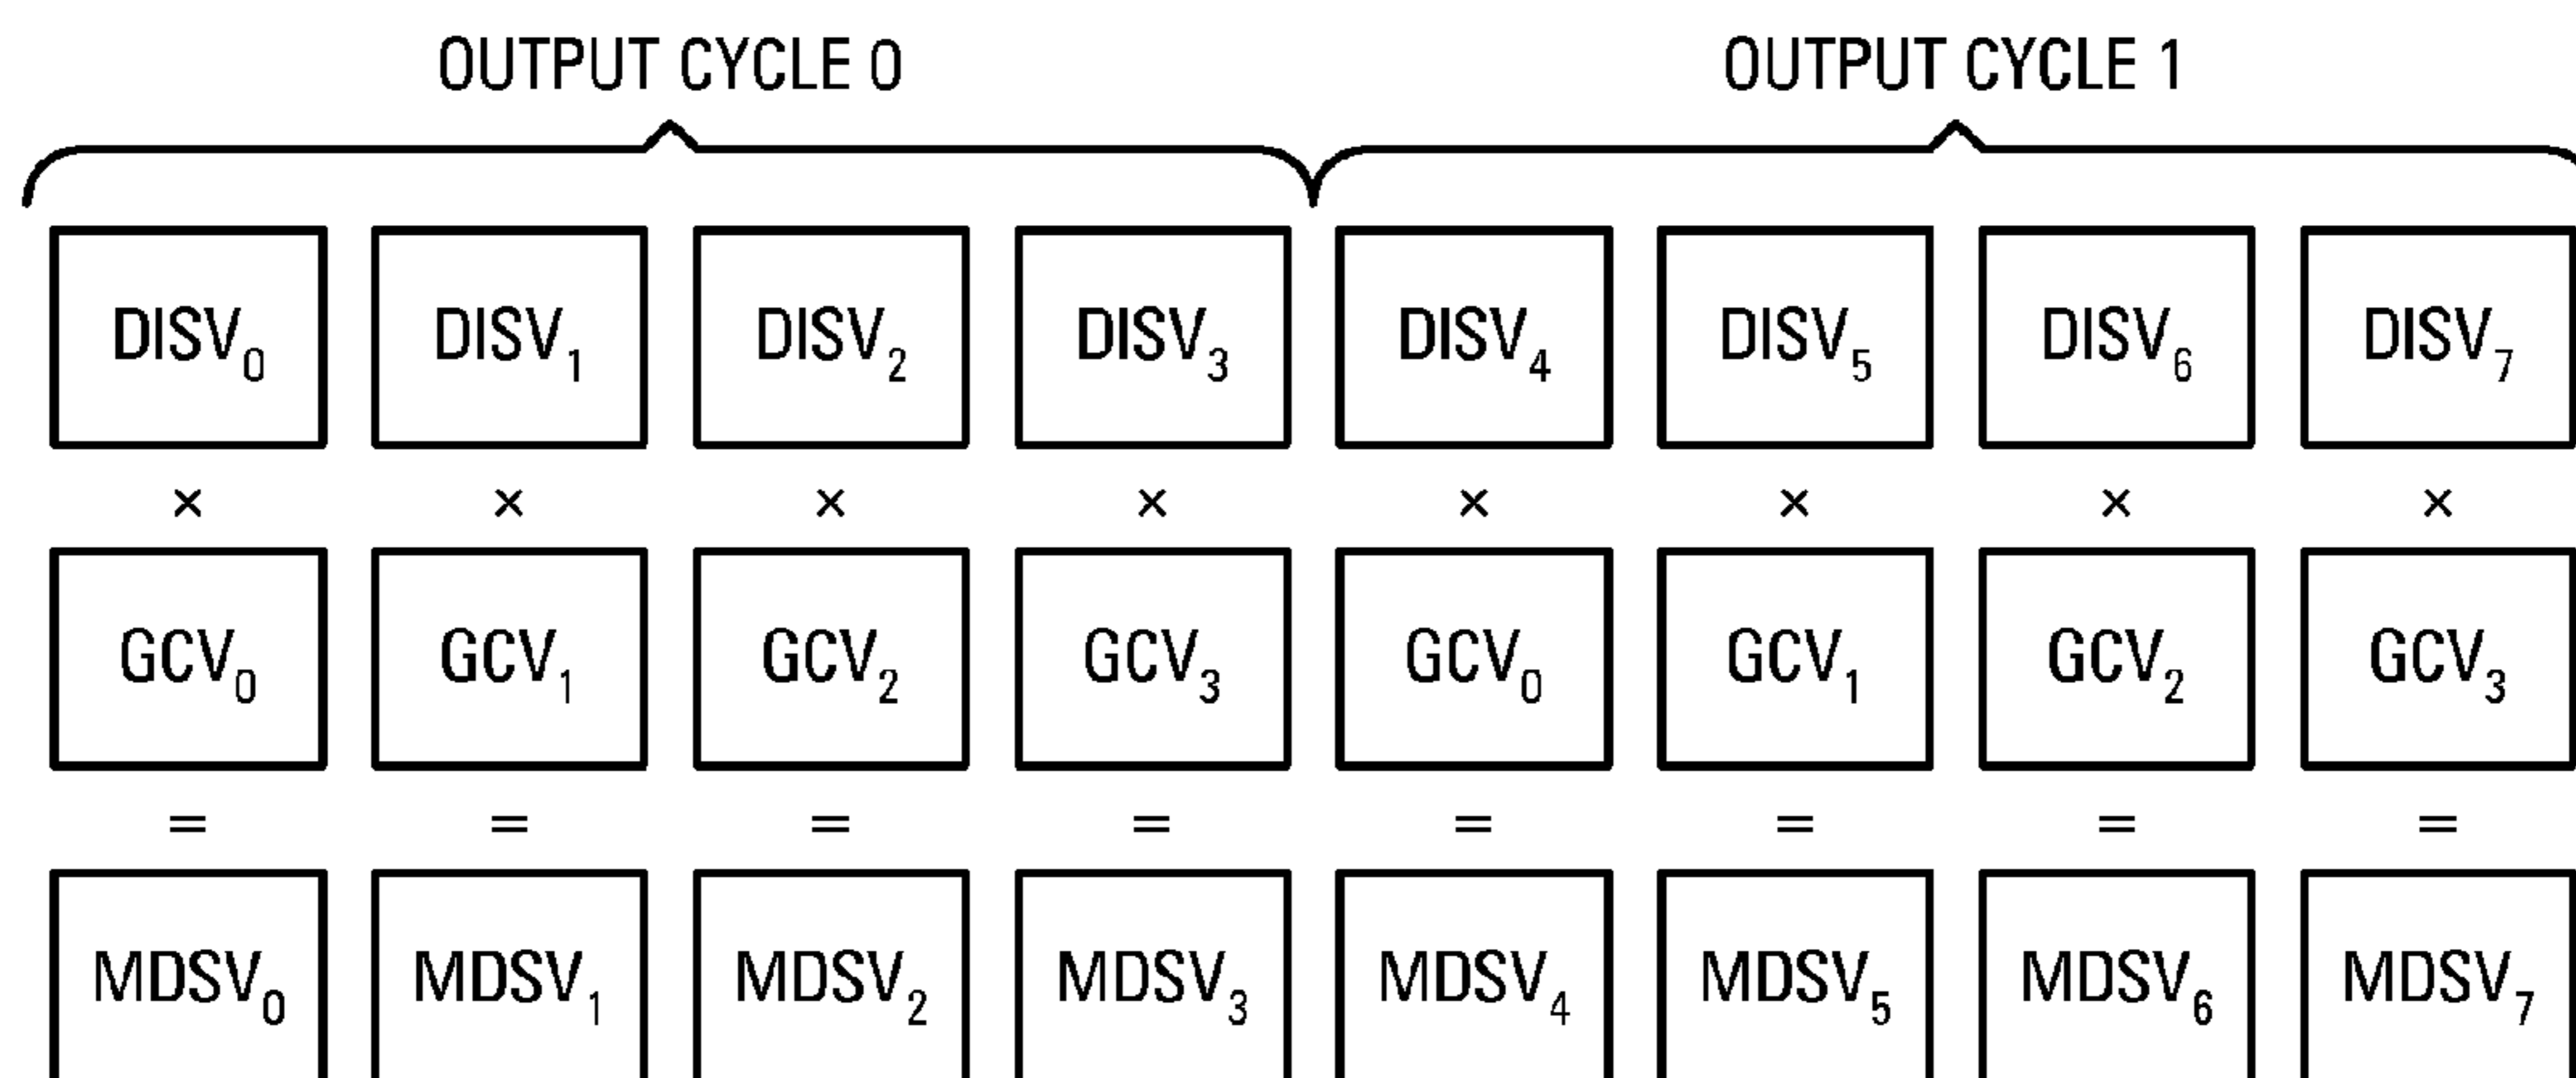 OUTPUT CYCLE 0 OUTPUT CYCLE 1
DISV₀ DISV₁ DISV₂ DISV₃ DISV₄ DISV₅ DISV₆ DISV₇
× × × × × × × ×
GCV₀ GCV₁ GCV₂ GCV₃ GCV₀ GCV₁ GCV₂ GCV₃
= = = = = = = =
MDSV₀ MDSV₁ MDSV₂ MDSV₃ MDSV₄ MDSV₅ MDSV₆ MDSV₇